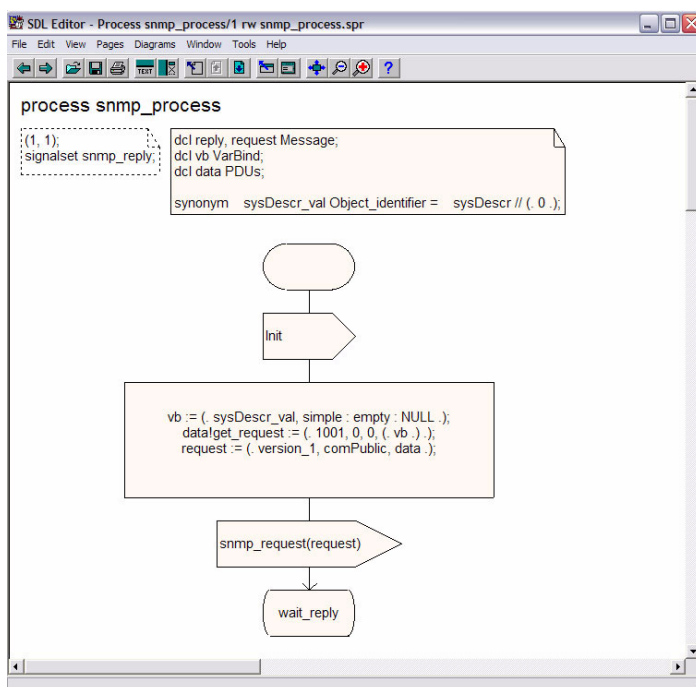 SDL Editor - Process snmp_process/1 rw snmp_process.spr
File Edit View Pages Diagrams Window Tools Help
TEXT ?
process snmp_process
(1, 1);
signalset snmp_reply;
dcl reply, request Message;
dcl vb VarBind;
dcl data PDUs;
synonym sysDescr_val Object_identifier = sysDescr // (. 0 .);
Init
vb := (. sysDescr_val, simple : empty : NULL .);
data!get_request := (. 1001, 0, 0, (. vb .) .);
request := (. version_1, comPublic, data .);
snmp_request(request)
wait_reply